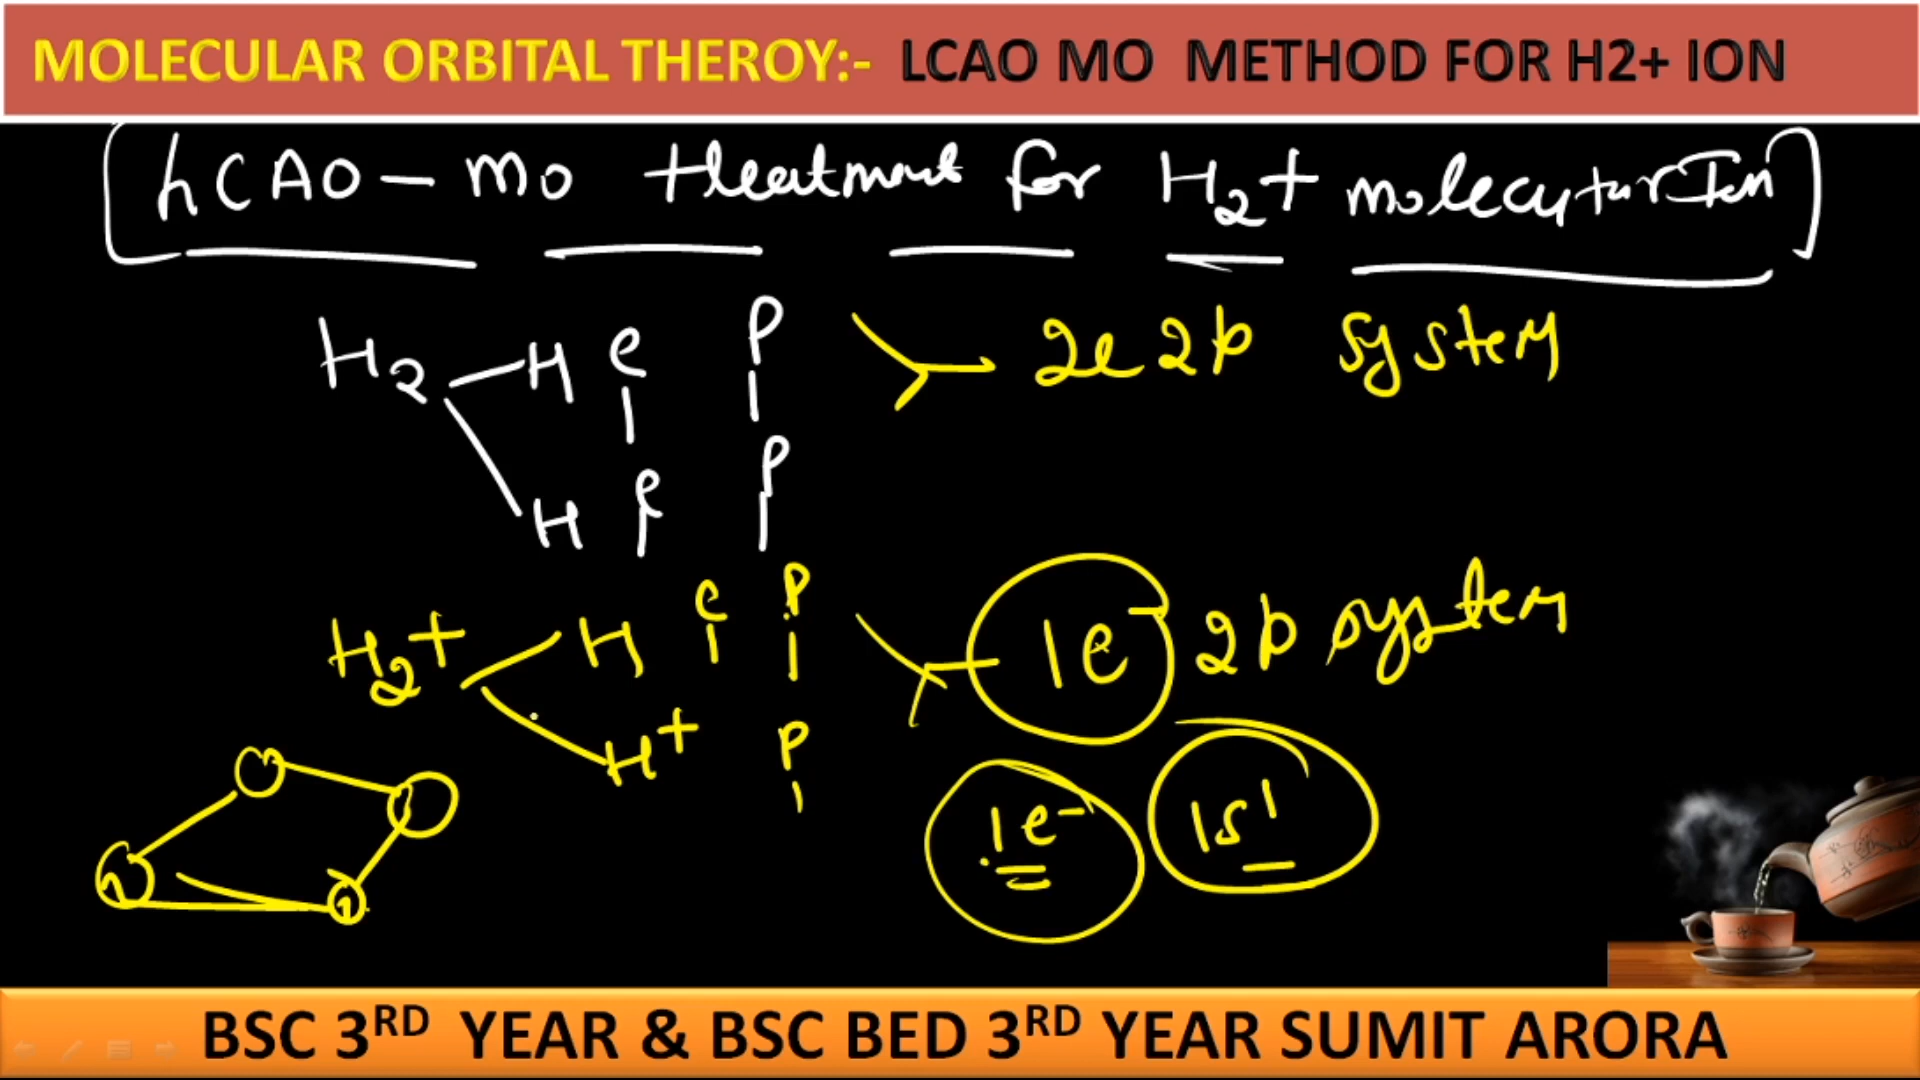 MOLECULAR ORBITAL THEROY:- LCAO MO METHOD FOR H2+ ION
LCAO - MO treatment for H2+ molecular Ion
H2 H e P 2e 2p system
H e P
H2+ H e P 1e- 2p system
H+ P
1e- 1s1
BSC 3RD YEAR & BSC BED 3RD YEAR SUMIT ARORA